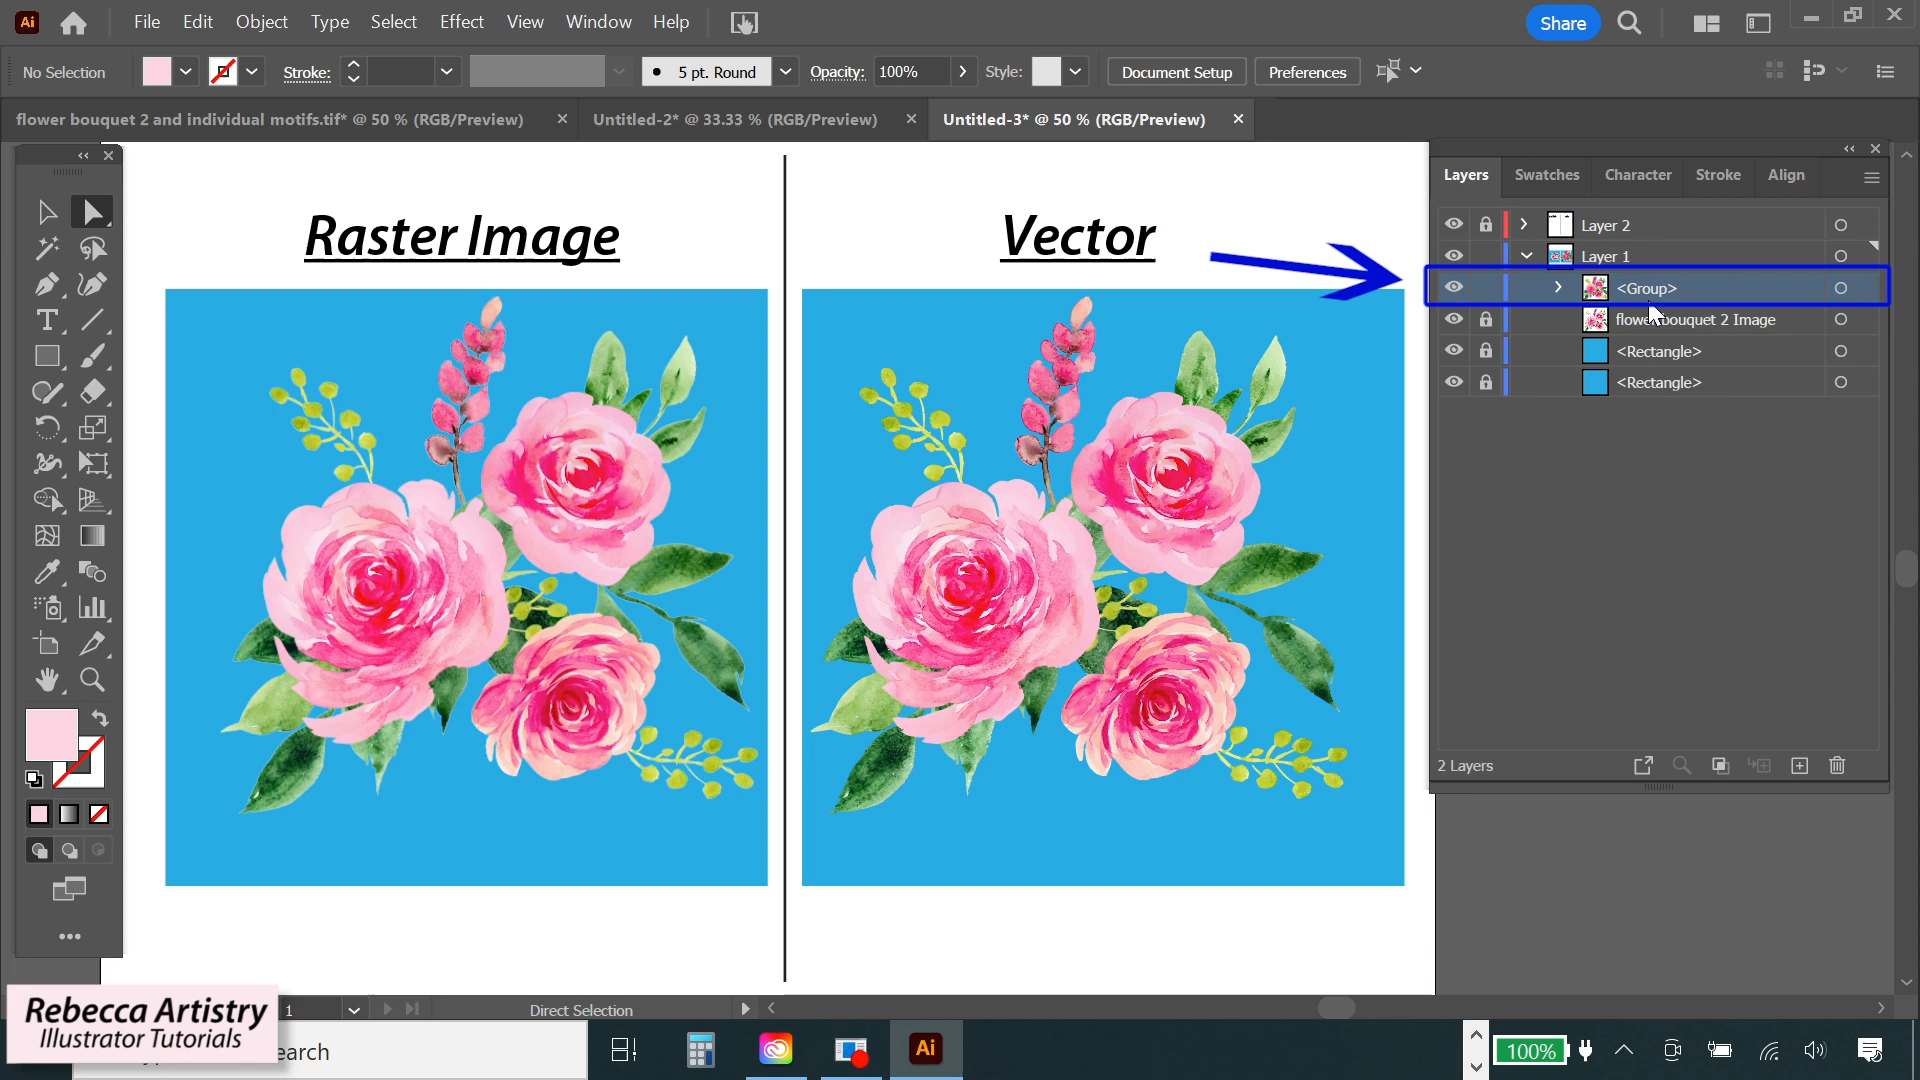 Ai File Edit Object Type Select Effect View Window Help Share
No Selection Stroke: 5 pt. Round Opacity: 100% Style: Document Setup Preferences
flower bouquet 2 and individual motifs.tif* @ 50 % (RGB/Preview) Untitled-2* @ 33.33 % (RGB/Preview) Untitled-3* @ 50 % (RGB/Preview)
Layers Swatches Character Stroke Align
Raster Image Vector
Layer 2
Layer 1
<Group>
bouquet 2 Image
<Rectangle>
<Rectangle>
2 Layers
Rebecca Artistry
Illustrator Tutorials
1 Direct Selection
earch
Ai
100%